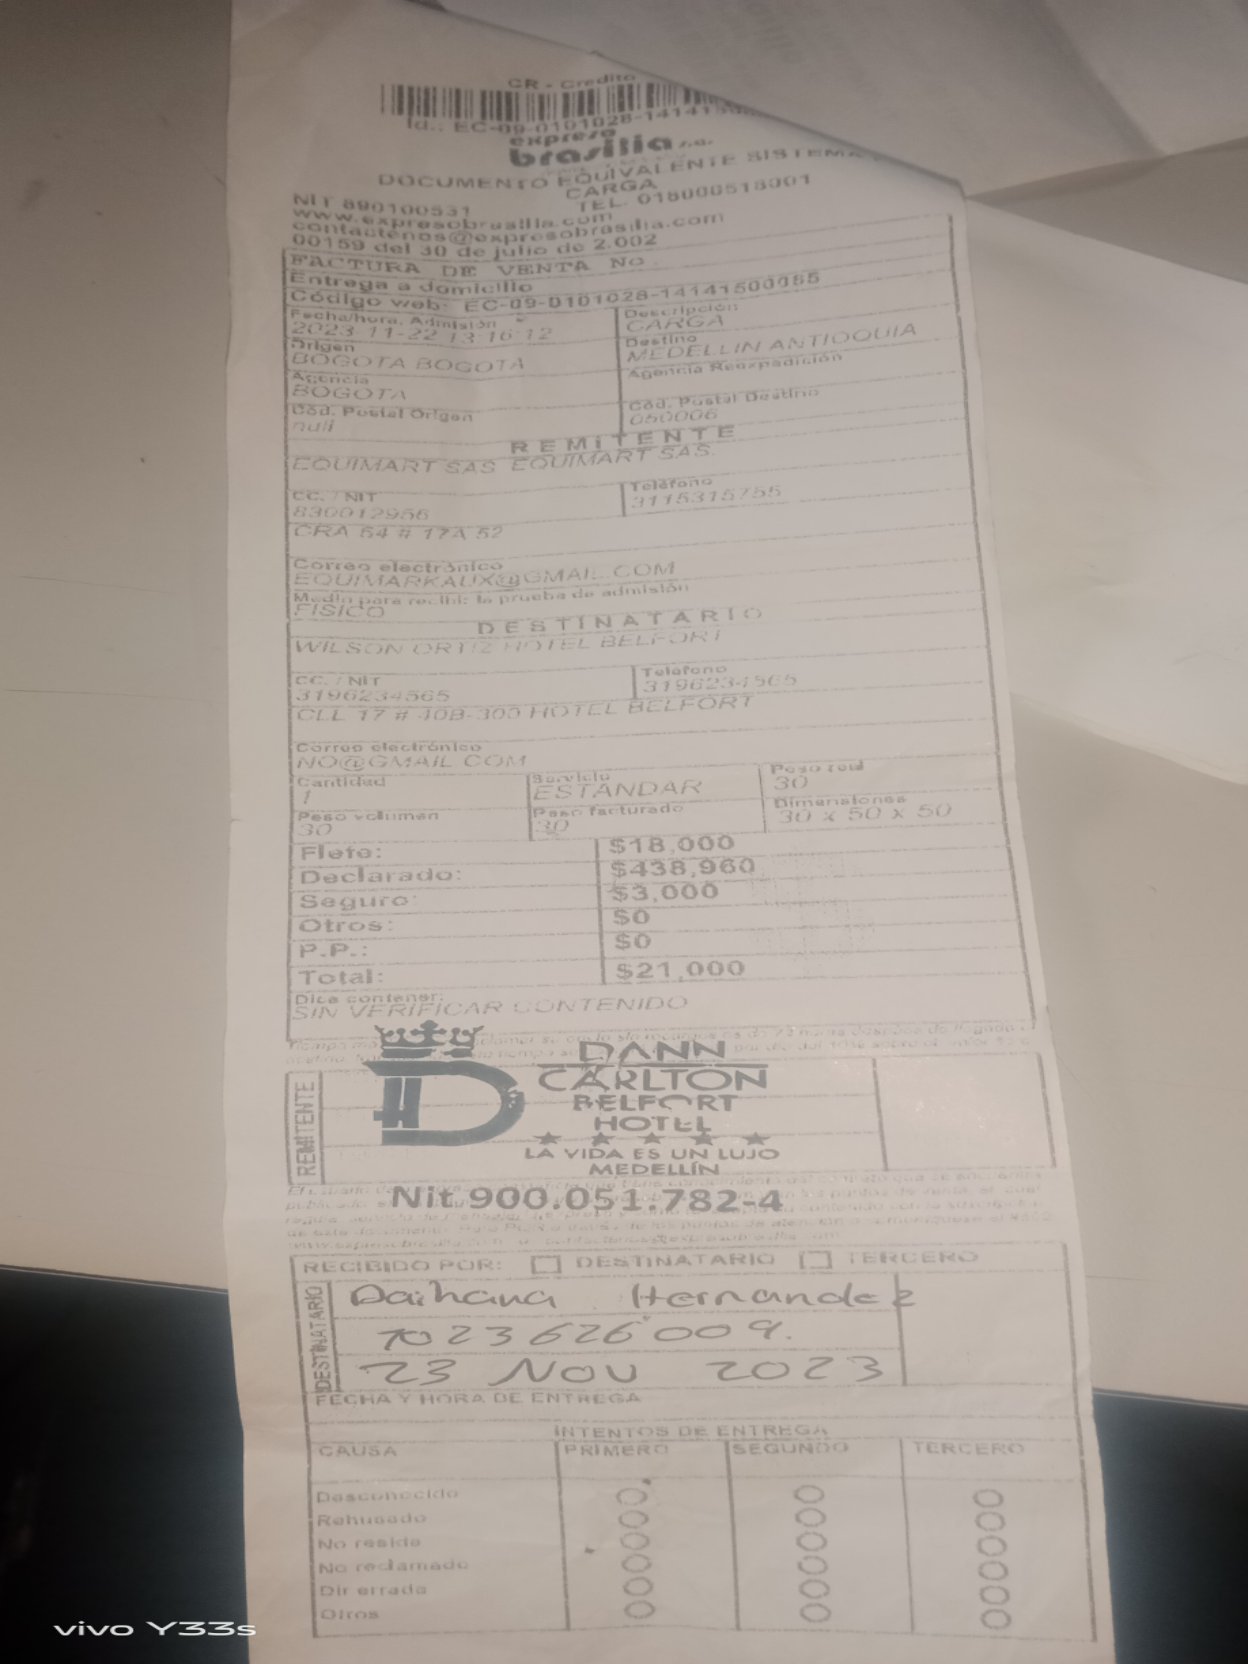 CR - Credito
Id.: EC-09-0101028-1414150
expreso
brasilia s.a.
DOCUMENTO EQUIVALENTE SISTEMA
CARGA
NIT 890100531
TEL. 018000518001
www.expresobrasilia.com
contactenos@expresobrasilia.com
00159 del 30 de julio de 2.002
FACTURA DE VENTA No.
Entrega a domicilio
Código web: EC-09-0101028-14141500085
Fecha/hora. Admisión
2023-11-22 13:16:12
Descripción
CARGA
Origen
BOGOTA BOGOTA
Destino
MEDELLIN ANTIOQUIA
Agencia
BOGOTA
Agencia Reexpedición
Cód. Postal Origen
null
Cód. Postal Destino
050006
REMITENTE
EQUIMART SAS EQUIMART SAS.
CC. / NIT
830012956
Teléfono
3115315755
CRA 54 # 17A 52
Correo electrónico
EQUIMARKAUX@GMAIL.COM
Medio para recibir la prueba de admisión
FISICO
DESTINATARIO
WILSON ORTIZ HOTEL BELFORT
CC. / NIT
3196234565
Teléfono
3196234565
CLL 17 # 40B-300 HOTEL BELFORT
Correo electrónico
NO@GMAIL.COM
Cantidad
1
Servicio
ESTANDAR
Peso real
30
Peso volumen
30
Peso facturado
30
Dimensiones
30 x 50 x 50
Flete: $18,000
Declarado: $438,960
Seguro: $3,000
Otros: $0
P.P.: $0
Total: $21,000
Dice contener:
SIN VERIFICAR CONTENIDO
REMITENTE
DANN
CARLTON
BELFORT
HOTEL
LA VIDA ES UN LUJO
MEDELLÍN
Nit.900.051.782-4
RECIBIDO POR: DESTINATARIO TERCERO
DESTINATARIO
Daihana Hernandez
1023626009.
23 Nov 2023
FECHA Y HORA DE ENTREGA
INTENTOS DE ENTREGA
CAUSA PRIMERO SEGUNDO TERCERO
Desconocido
Rehusado
No reside
No reclamado
Dir errada
Otros
vivo Y33s